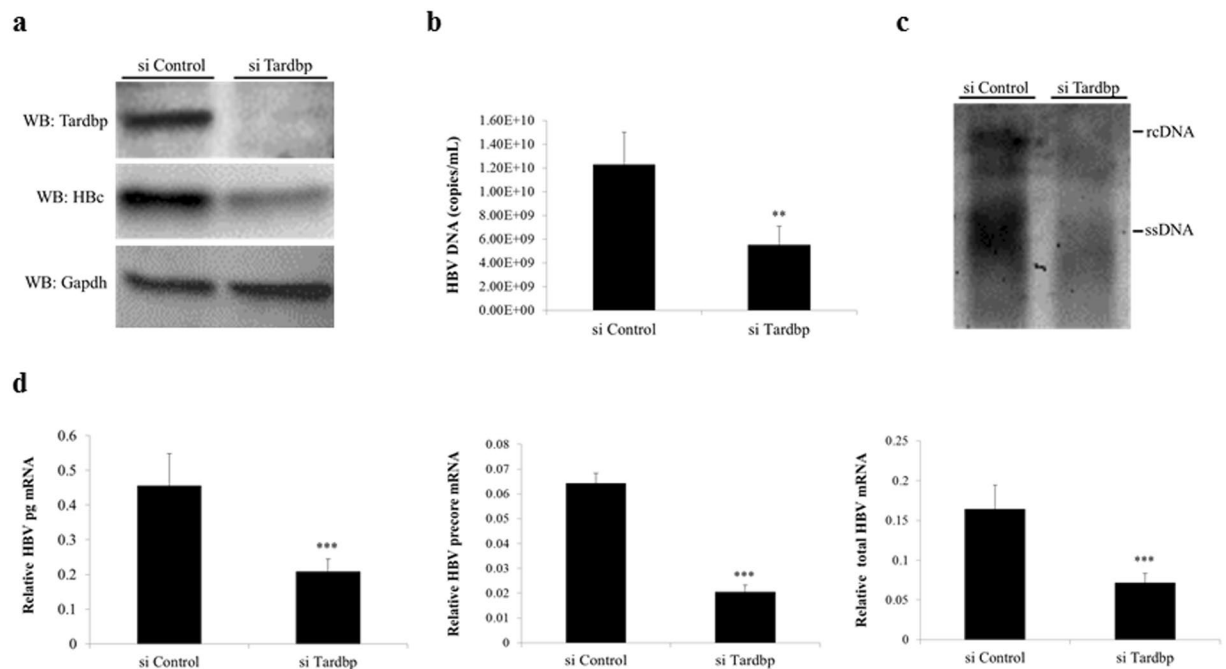 a
si Control si Tardbp
WB: Tardbp
WB: HBc
WB: Gapdh
b
HBV DNA (copies/mL)
1.60E+10
1.40E+10
1.20E+10
1.00E+10
8.00E+09
6.00E+09
4.00E+09
2.00E+09
0.00E+00
**
si Control si Tardbp
c
si Control si Tardbp
rcDNA
ssDNA
d
Relative HBV pg mRNA
0.6
0.5
0.4
0.3
0.2
0.1
0
***
si Control si Tardbp
Relative HBV precore mRNA
0.08
0.07
0.06
0.05
0.04
0.03
0.02
0.01
0
***
si Control si Tardbp
Relative total HBV mRNA
0.25
0.2
0.15
0.1
0.05
0
***
si Control si Tardbp